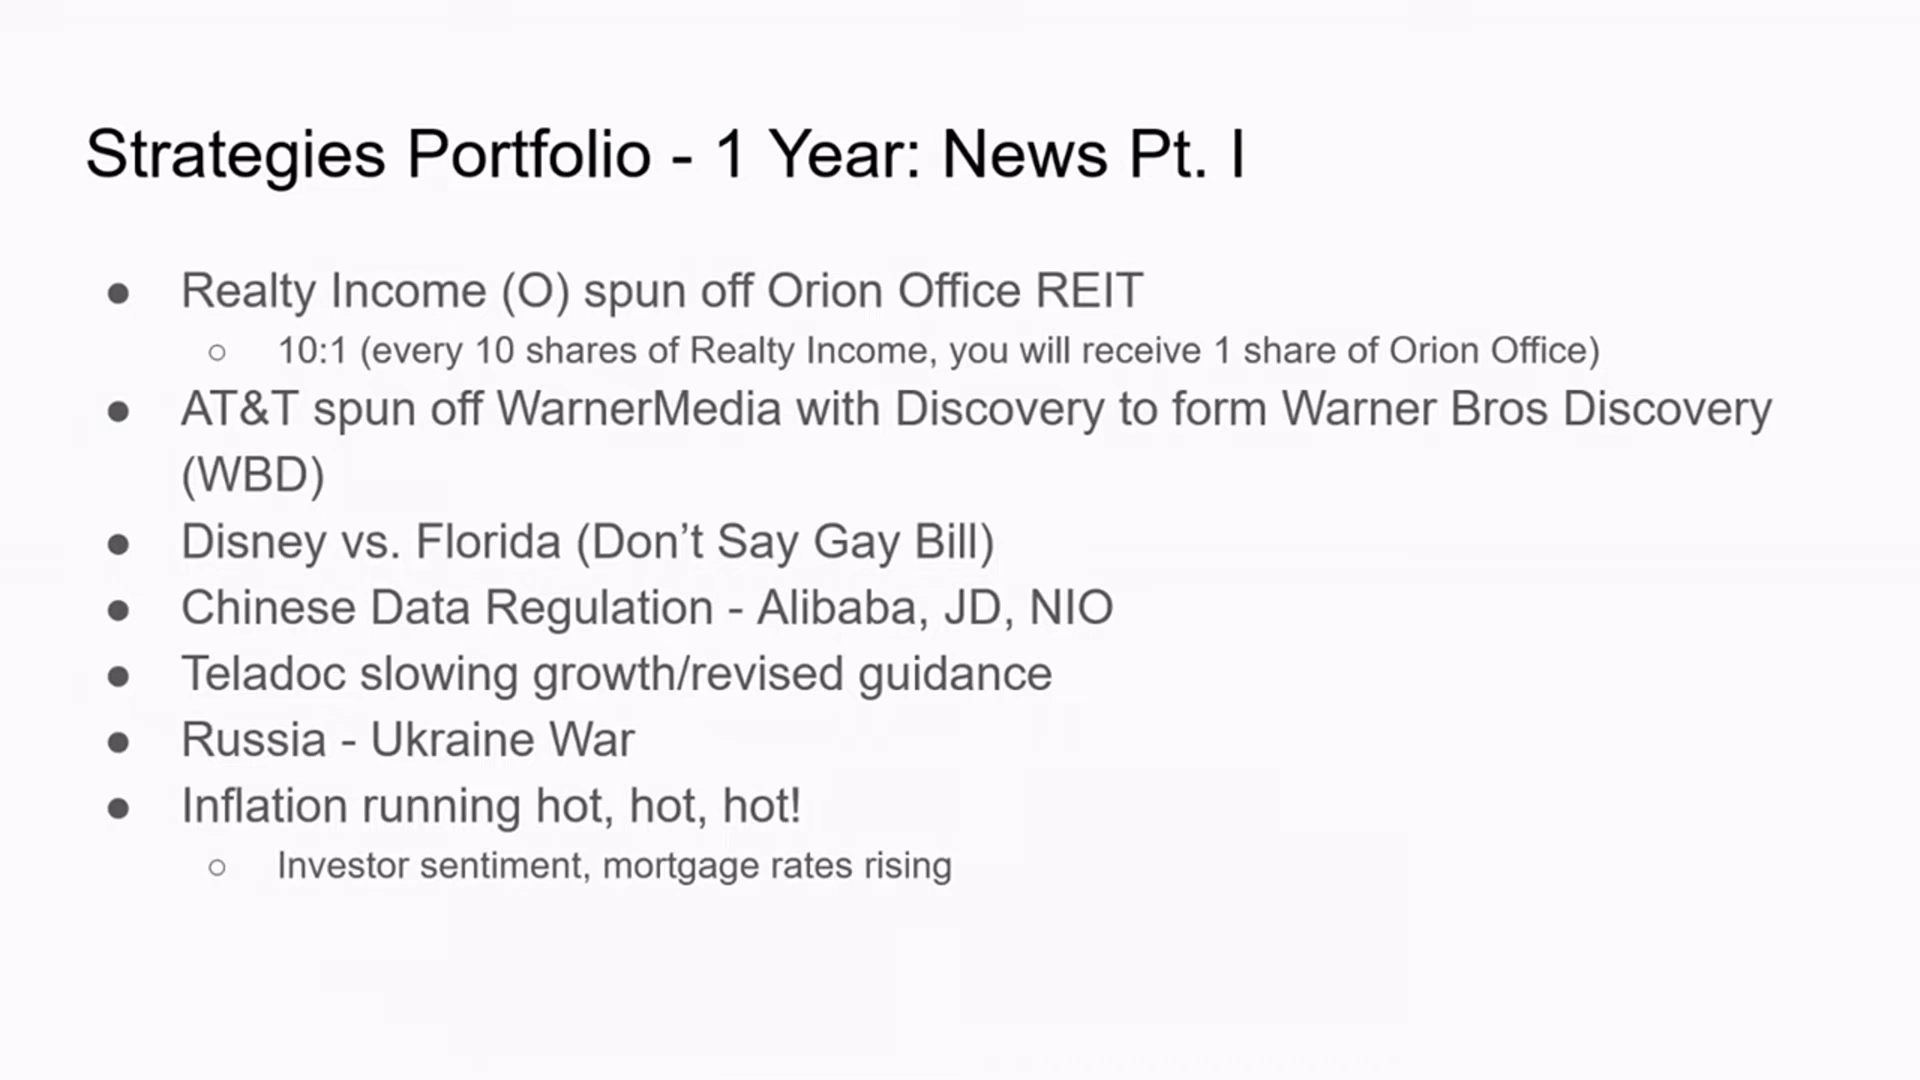 Strategies Portfolio - 1 Year: News Pt. I
● Realty Income (O) spun off Orion Office REIT
○ 10:1 (every 10 shares of Realty Income, you will receive 1 share of Orion Office)
● AT&T spun off WarnerMedia with Discovery to form Warner Bros Discovery
(WBD)
● Disney vs. Florida (Don’t Say Gay Bill)
● Chinese Data Regulation - Alibaba, JD, NIO
● Teladoc slowing growth/revised guidance
● Russia - Ukraine War
● Inflation running hot, hot, hot!
○ Investor sentiment, mortgage rates rising